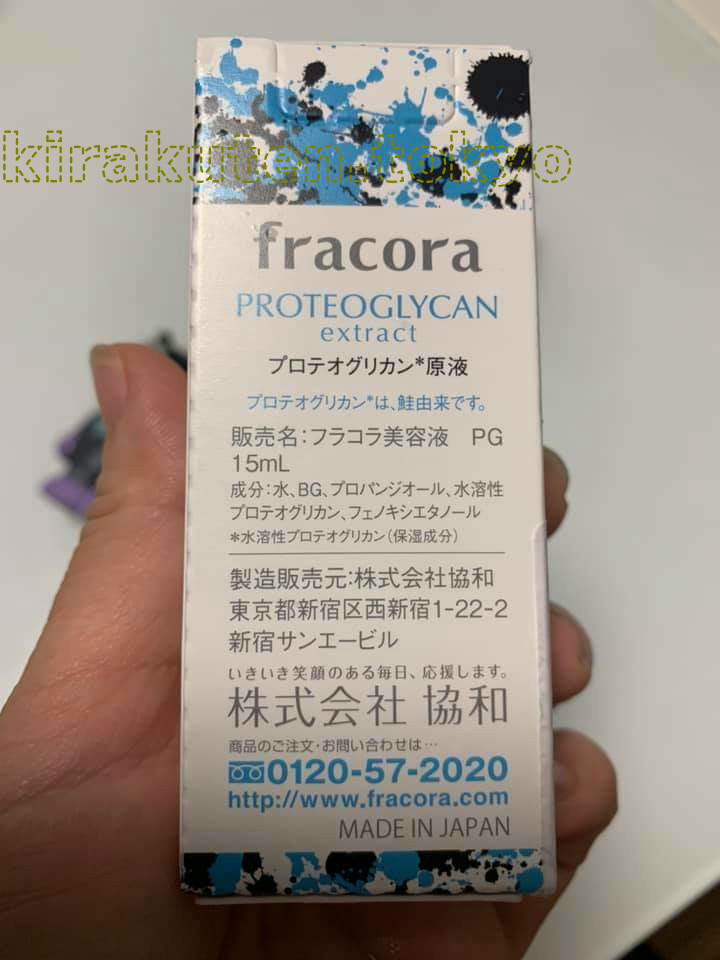 kirakuten.tokyo
fracora
PROTEOGLYCAN
extract
プロテオグリカン*原液
プロテオグリカン*は、鮭由来です。
販売名:フラコラ美容液 PG
15mL
成分:水、BG、プロパンジオール、水溶性
プロテオグリカン、フェノキシエタノール
*水溶性プロテオグリカン(保湿成分)
製造販売元:株式会社協和
東京都新宿区西新宿1-22-2
新宿サンエービル
いきいき笑顔のある毎日、応援します。
株式会社 協和
商品のご注文・お問い合わせは…
0120-57-2020
http://www.fracora.com
MADE IN JAPAN